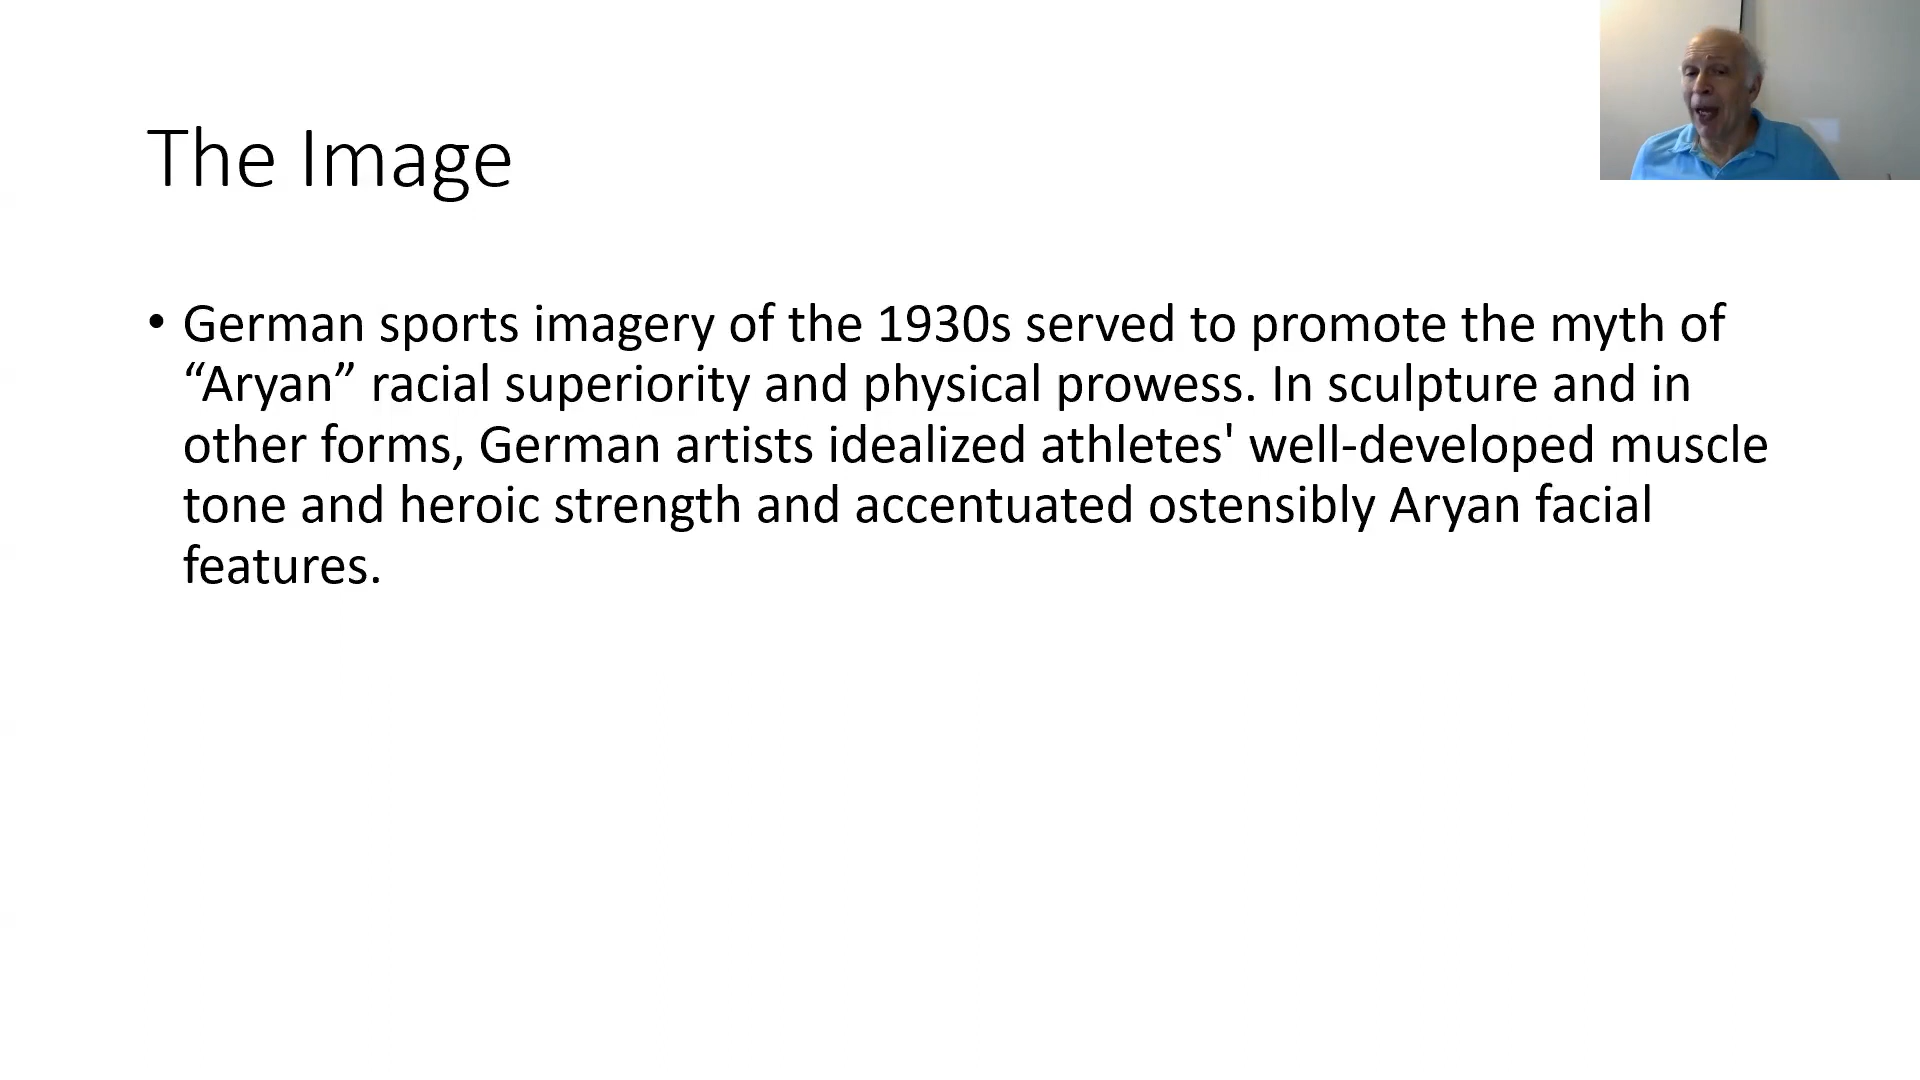 The Image
• German sports imagery of the 1930s served to promote the myth of
“Aryan” racial superiority and physical prowess. In sculpture and in
other forms, German artists idealized athletes' well-developed muscle
tone and heroic strength and accentuated ostensibly Aryan facial
features.